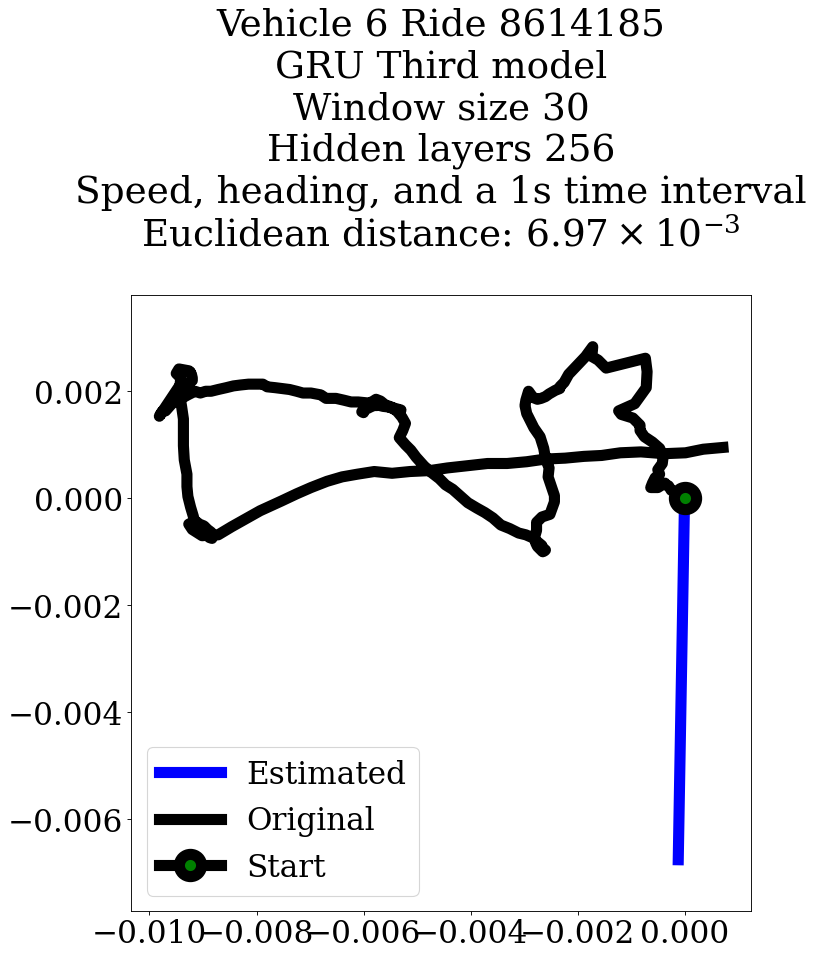 Vehicle 6 Ride 8614185
GRU Third model
Window size 30
Hidden layers 256
Speed, heading, and a 1s time interval
Euclidean distance: 6.97 × 10⁻³
0.002
0.000
−0.002
−0.004
−0.006
Estimated
Original
Start
−0.010 −0.008 −0.006 −0.004 −0.002 0.000